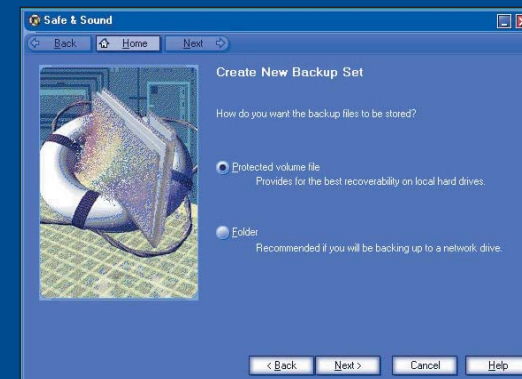 Safe & Sound
Back Home Next
Create New Backup Set
How do you want the backup files to be stored?
Protected volume file
Provides for the best recoverability on local hard drives.
Folder
Recommended if you will be backing up to a network drive.
< Back Next > Cancel Help